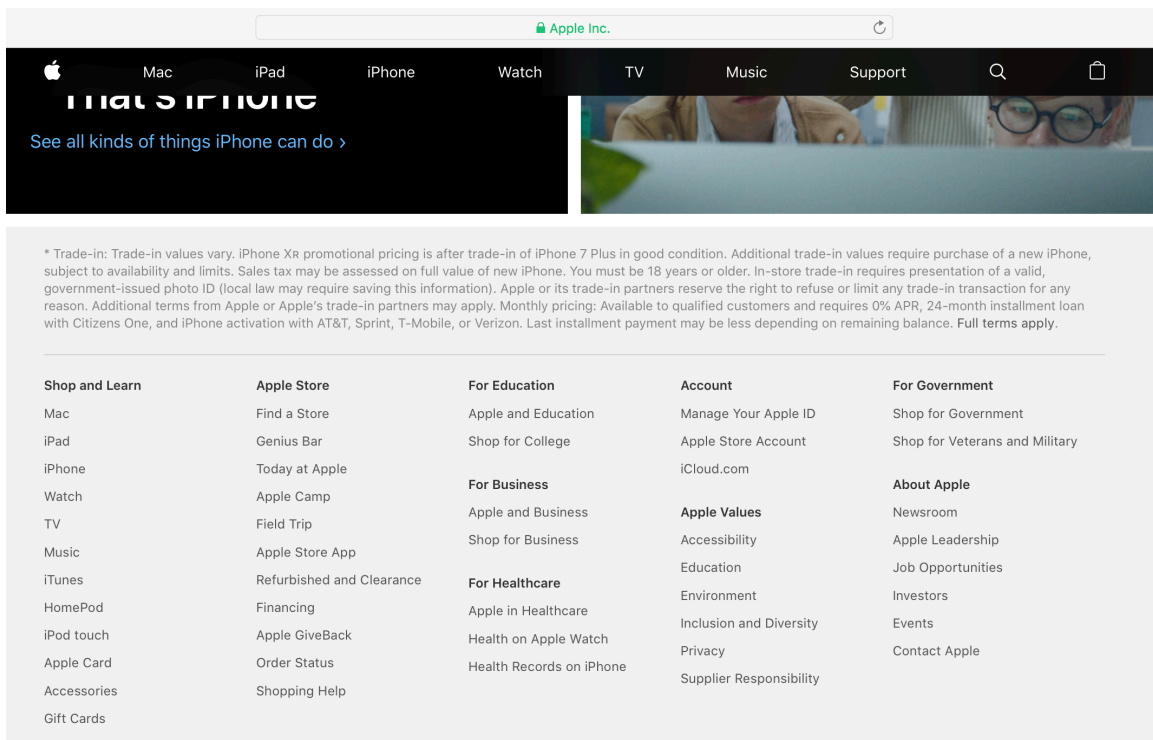 Apple Inc.
Mac iPad iPhone Watch TV Music Support
That's iPhone
See all kinds of things iPhone can do ›
* Trade-in: Trade-in values vary. iPhone XR promotional pricing is after trade-in of iPhone 7 Plus in good condition. Additional trade-in values require purchase of a new iPhone,
subject to availability and limits. Sales tax may be assessed on full value of new iPhone. You must be 18 years or older. In-store trade-in requires presentation of a valid,
government-issued photo ID (local law may require saving this information). Apple or its trade-in partners reserve the right to refuse or limit any trade-in transaction for any
reason. Additional terms from Apple or Apple's trade-in partners may apply. Monthly pricing: Available to qualified customers and requires 0% APR, 24-month installment loan
with Citizens One, and iPhone activation with AT&T, Sprint, T-Mobile, or Verizon. Last installment payment may be less depending on remaining balance. Full terms apply.
Shop and Learn
Mac
iPad
iPhone
Watch
TV
Music
iTunes
HomePod
iPod touch
Apple Card
Accessories
Gift Cards
Apple Store
Find a Store
Genius Bar
Today at Apple
Apple Camp
Field Trip
Apple Store App
Refurbished and Clearance
Financing
Apple GiveBack
Order Status
Shopping Help
For Education
Apple and Education
Shop for College
For Business
Apple and Business
Shop for Business
For Healthcare
Apple in Healthcare
Health on Apple Watch
Health Records on iPhone
Account
Manage Your Apple ID
Apple Store Account
iCloud.com
Apple Values
Accessibility
Education
Environment
Inclusion and Diversity
Privacy
Supplier Responsibility
For Government
Shop for Government
Shop for Veterans and Military
About Apple
Newsroom
Apple Leadership
Job Opportunities
Investors
Events
Contact Apple